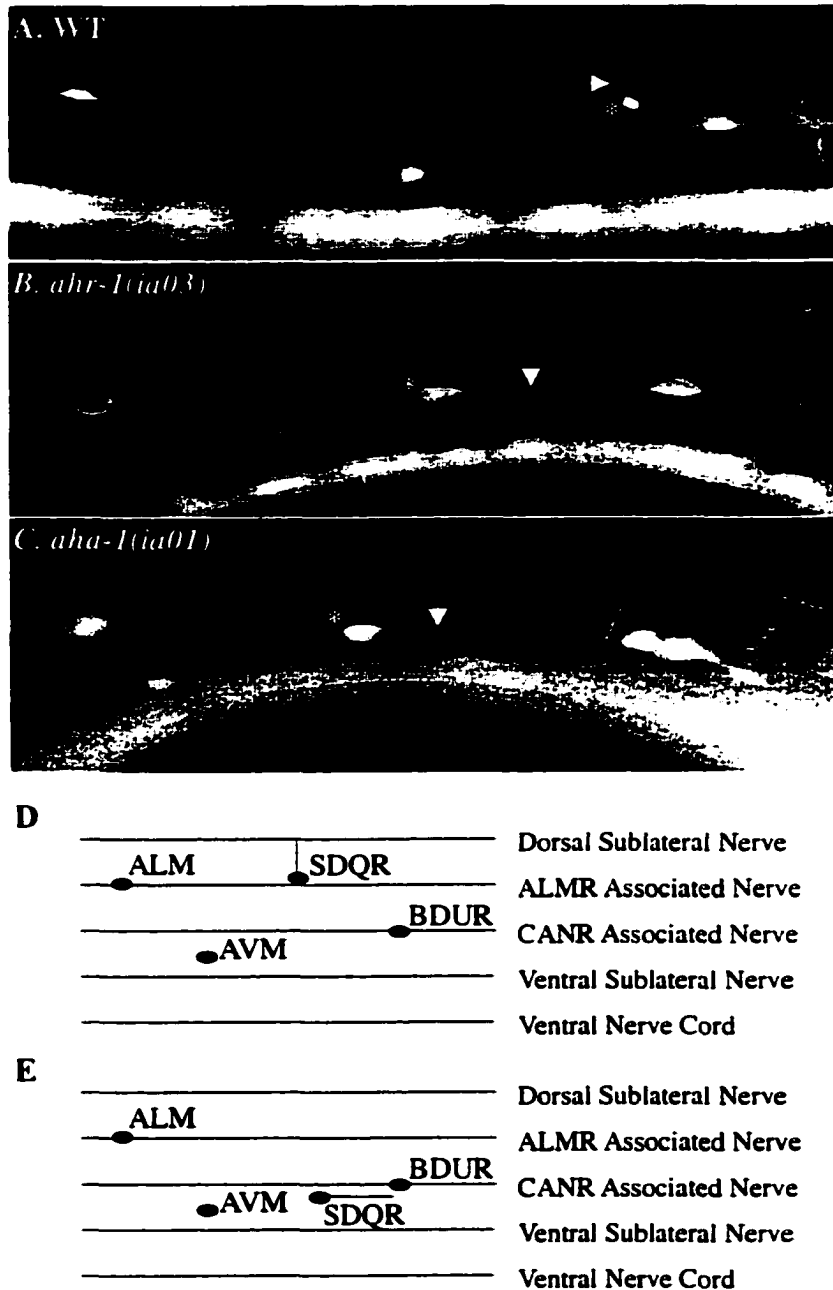 A. WT
*
B. ahr-1(ia03)
*
C. aha-1(ia01)
*
D
Dorsal Sublateral Nerve
ALM
SDQR
ALMR Associated Nerve
BDUR
CANR Associated Nerve
AVM
Ventral Sublateral Nerve
Ventral Nerve Cord
E
Dorsal Sublateral Nerve
ALM
ALMR Associated Nerve
BDUR
CANR Associated Nerve
AVM
SDQR
Ventral Sublateral Nerve
Ventral Nerve Cord